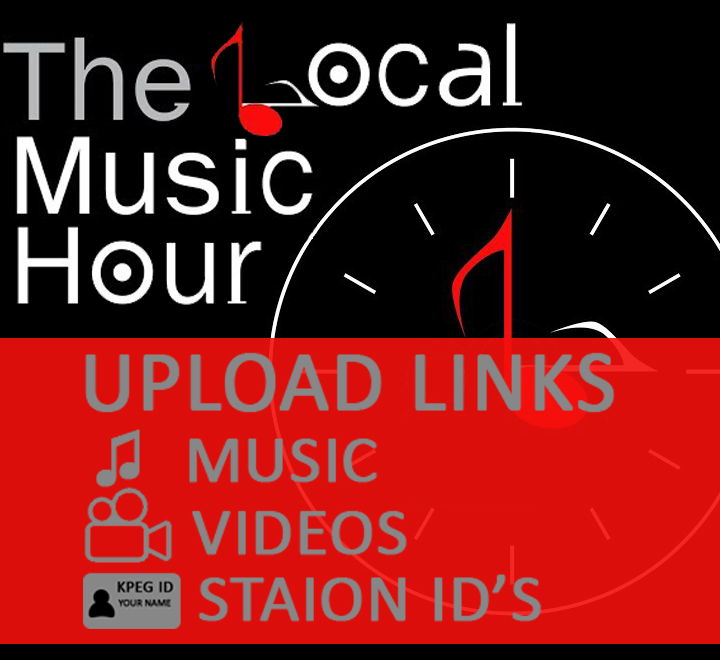 The Local
Music
Hour
UPLOAD LINKS
MUSIC
VIDEOS
KPEG ID
YOUR NAME
STAION ID'S